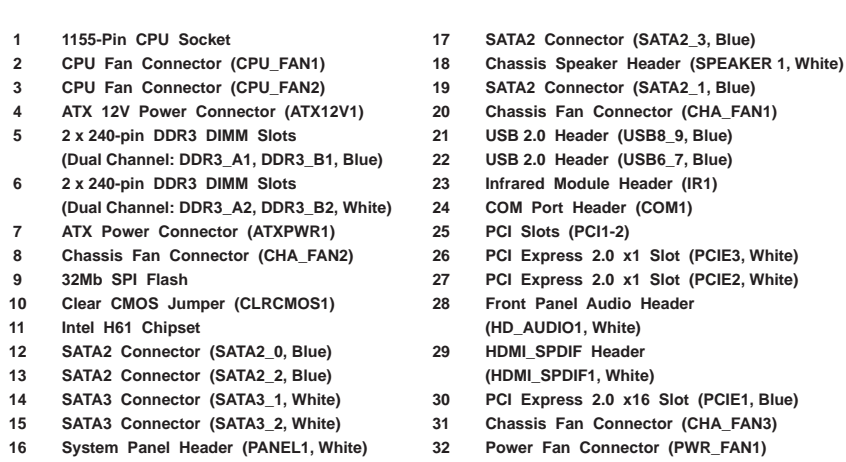 1 1155-Pin CPU Socket
2 CPU Fan Connector (CPU_FAN1)
3 CPU Fan Connector (CPU_FAN2)
4 ATX 12V Power Connector (ATX12V1)
5 2 x 240-pin DDR3 DIMM Slots
(Dual Channel: DDR3_A1, DDR3_B1, Blue)
6 2 x 240-pin DDR3 DIMM Slots
(Dual Channel: DDR3_A2, DDR3_B2, White)
7 ATX Power Connector (ATXPWR1)
8 Chassis Fan Connector (CHA_FAN2)
9 32Mb SPI Flash
10 Clear CMOS Jumper (CLRCMOS1)
11 Intel H61 Chipset
12 SATA2 Connector (SATA2_0, Blue)
13 SATA2 Connector (SATA2_2, Blue)
14 SATA3 Connector (SATA3_1, White)
15 SATA3 Connector (SATA3_2, White)
16 System Panel Header (PANEL1, White)
17 SATA2 Connector (SATA2_3, Blue)
18 Chassis Speaker Header (SPEAKER 1, White)
19 SATA2 Connector (SATA2_1, Blue)
20 Chassis Fan Connector (CHA_FAN1)
21 USB 2.0 Header (USB8_9, Blue)
22 USB 2.0 Header (USB6_7, Blue)
23 Infrared Module Header (IR1)
24 COM Port Header (COM1)
25 PCI Slots (PCI1-2)
26 PCI Express 2.0 x1 Slot (PCIE3, White)
27 PCI Express 2.0 x1 Slot (PCIE2, White)
28 Front Panel Audio Header
(HD_AUDIO1, White)
29 HDMI_SPDIF Header
(HDMI_SPDIF1, White)
30 PCI Express 2.0 x16 Slot (PCIE1, Blue)
31 Chassis Fan Connector (CHA_FAN3)
32 Power Fan Connector (PWR_FAN1)